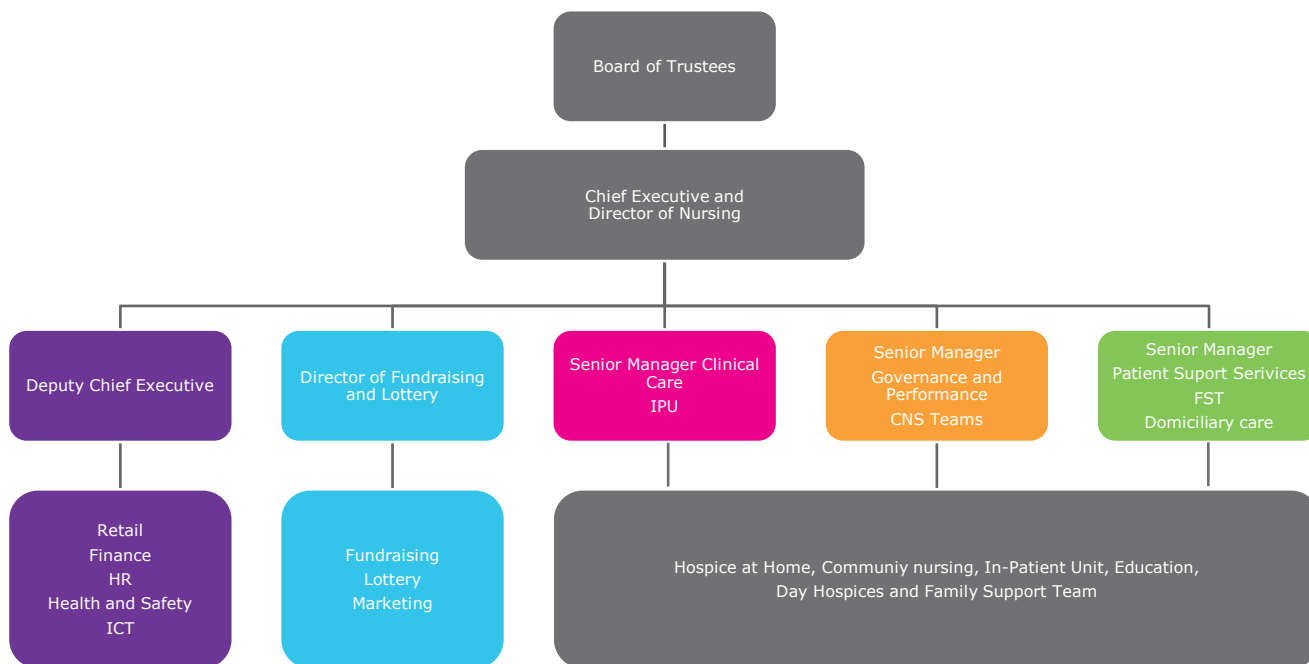 Board of Trustees
Chief Executive and
Director of Nursing
Deputy Chief Executive
Director of Fundraising
and Lottery
Senior Manager Clinical
Care
IPU
Senior Manager
Governance and
Performance
CNS Teams
Senior Manager
Patient Suport Serivices
FST
Domiciliary care
Retail
Finance
HR
Health and Safety
ICT
Fundraising
Lottery
Marketing
Hospice at Home, Communiy nursing, In-Patient Unit, Education,
Day Hospices and Family Support Team